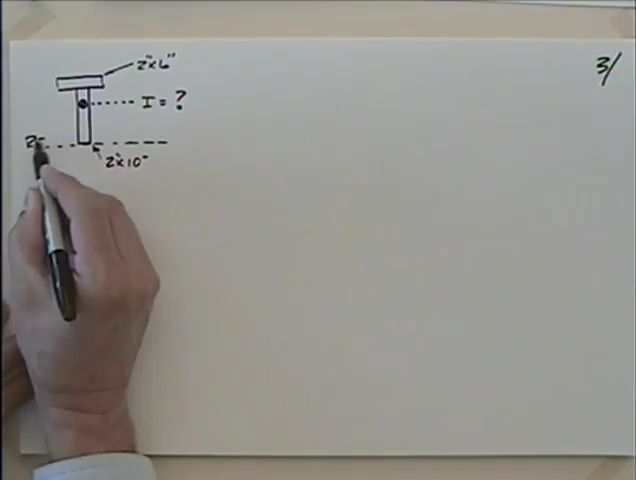 3/
2"x6"
I = ?
2"x10"